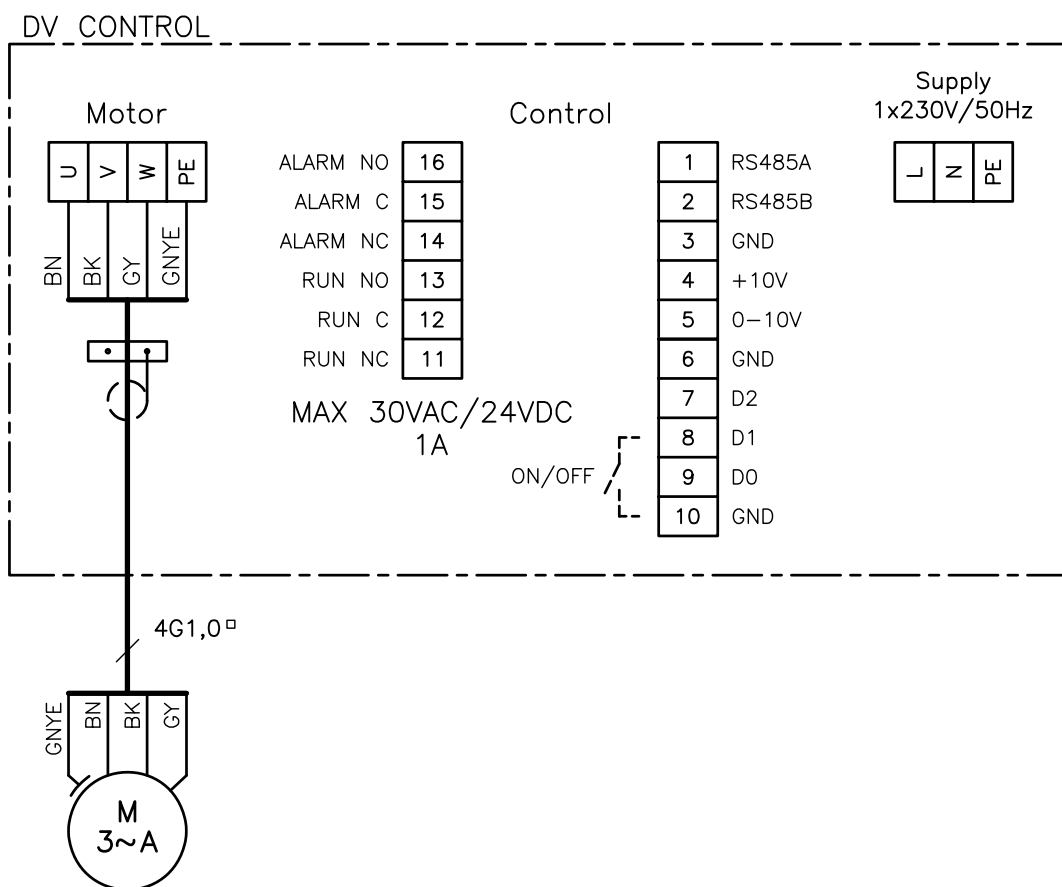 DV CONTROL
Motor
Control
Supply
1x230V/50Hz
U V W PE
L N PE
BN BK GY GNYE
ALARM NO 16
ALARM C 15
ALARM NC 14
RUN NO 13
RUN C 12
RUN NC 11
MAX 30VAC/24VDC
1A
1 RS485A
2 RS485B
3 GND
4 +10V
5 0-10V
6 GND
7 D2
8 D1
9 D0
10 GND
ON/OFF
4G1,0□
GNYE BN BK GY
M
3~A